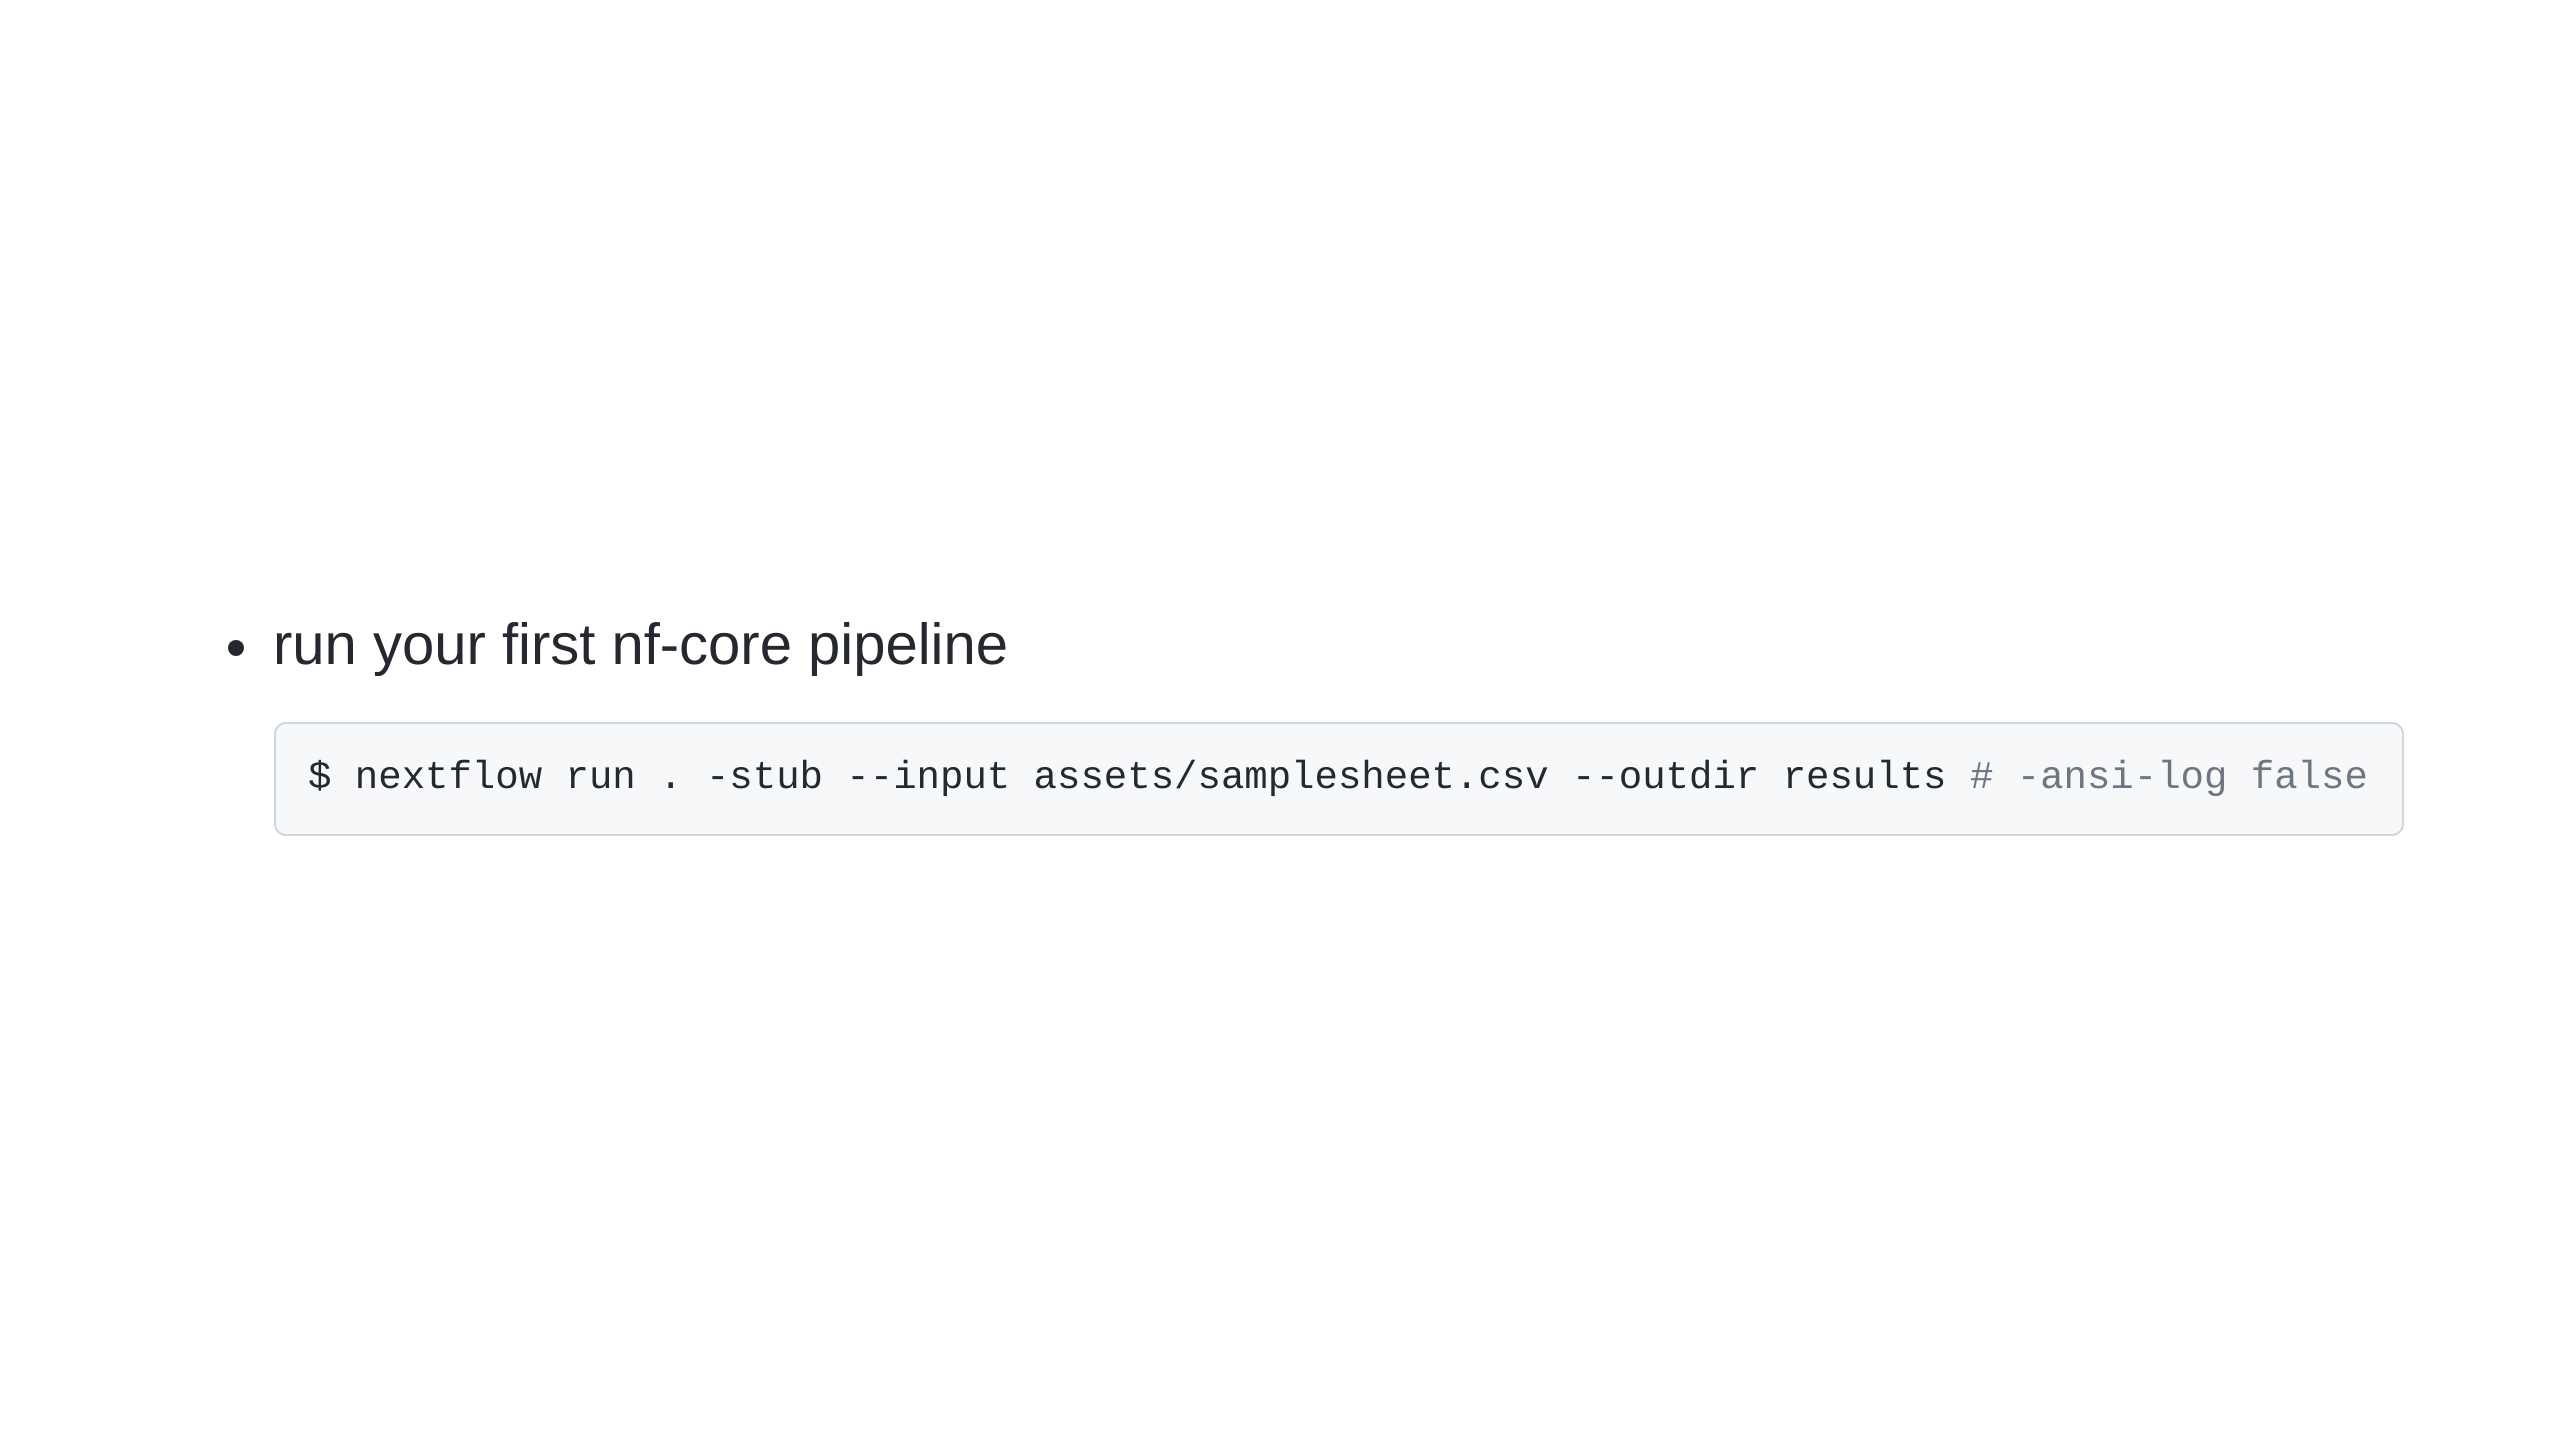 run your first nf-core pipeline
$ nextflow run . -stub --input assets/samplesheet.csv --outdir results # -ansi-log false